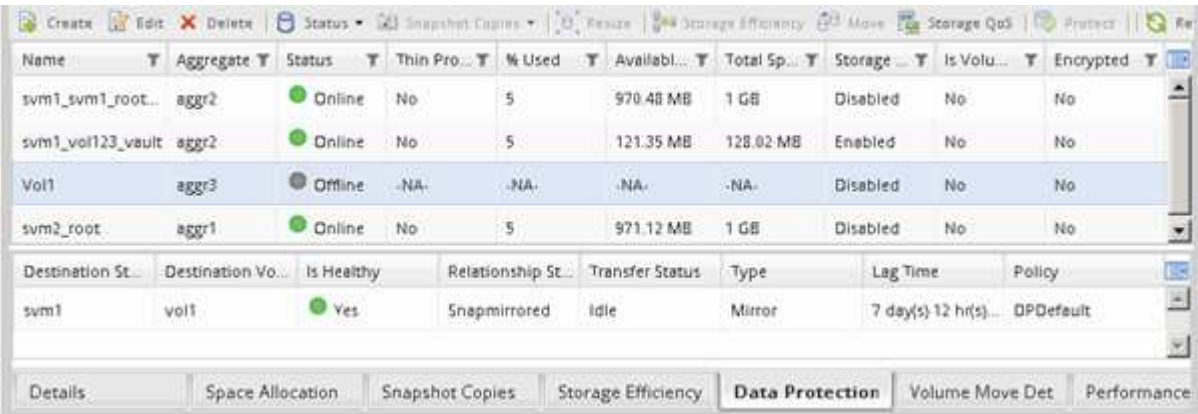 Create Edit Delete Status Snapshot Copies Resize Storage Efficiency Move Storage QoS Protect Re
Name Aggregate Status Thin Pro... % Used Availabl... Total Sp... Storage ... Is Volu... Encrypted
svm1_svm1_root... aggr2 Online No 5 970.48 MB 1 GB Disabled No No
svm1_vol123_vault aggr2 Online No 5 121.35 MB 128.02 MB Enabled No No
Vol1 aggr3 Offline -NA- -NA- -NA- -NA- Disabled No No
svm2_root aggr1 Online No 5 971.12 MB 1 GB Disabled No No
Destination St... Destination Vo... Is Healthy Relationship St... Transfer Status Type Lag Time Policy
svm1 vol1 Yes Snapmirrored Idle Mirror 7 day(s) 12 hr(s)... DPDefault
Details Space Allocation Snapshot Copies Storage Efficiency Data Protection Volume Move Det Performance